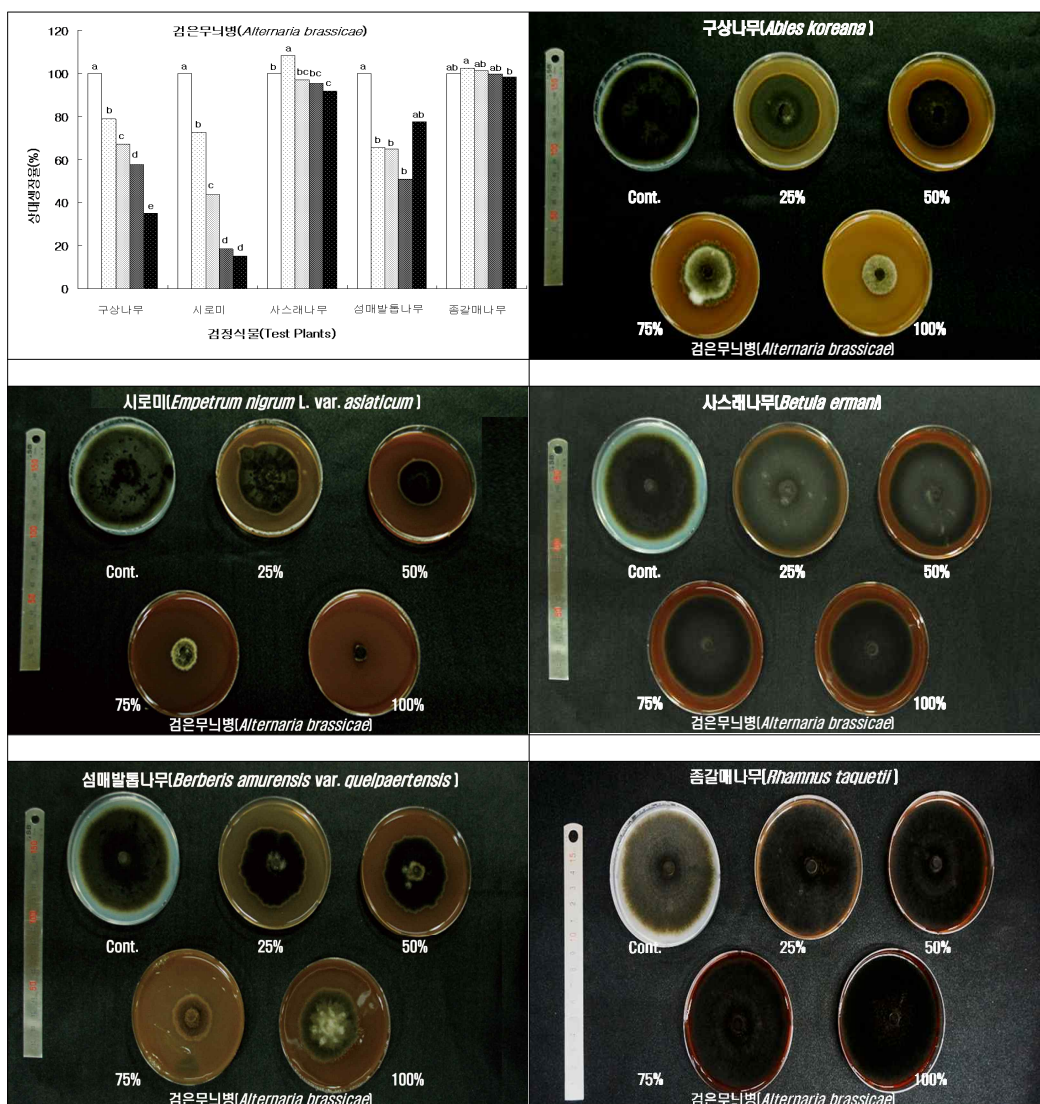 검은무늬병(Alternaria brassicae)
상대생장율(%)
120
100
80
60
40
20
0
a
b
c
d
e
a
b
c
d
d
b
a
bc
bc
c
a
b
b
b
ab
ab
a
ab
ab
b
구상나무
시로미
사스래나무
섬매발톱나무
좀갈매나무
검정식물(Test Plants)
구상나무(Abies koreana)
Cont.
25%
50%
75%
100%
검은무늬병(Alternaria brassicae)
시로미(Empetrum nigrum L. var. asiaticum)
Cont.
25%
50%
75%
100%
검은무늬병(Alternaria brassicae)
사스래나무(Betula ermani)
Cont.
25%
50%
75%
100%
검은무늬병(Alternaria brassicae)
섬매발톱나무(Berberis amurensis var. quelpaertensis)
Cont.
25%
50%
75%
100%
검은무늬병(Alternaria brassicae)
좀갈매나무(Rhamnus taquetii)
Cont.
25%
50%
75%
100%
검은무늬병(Alternaria brassicae)